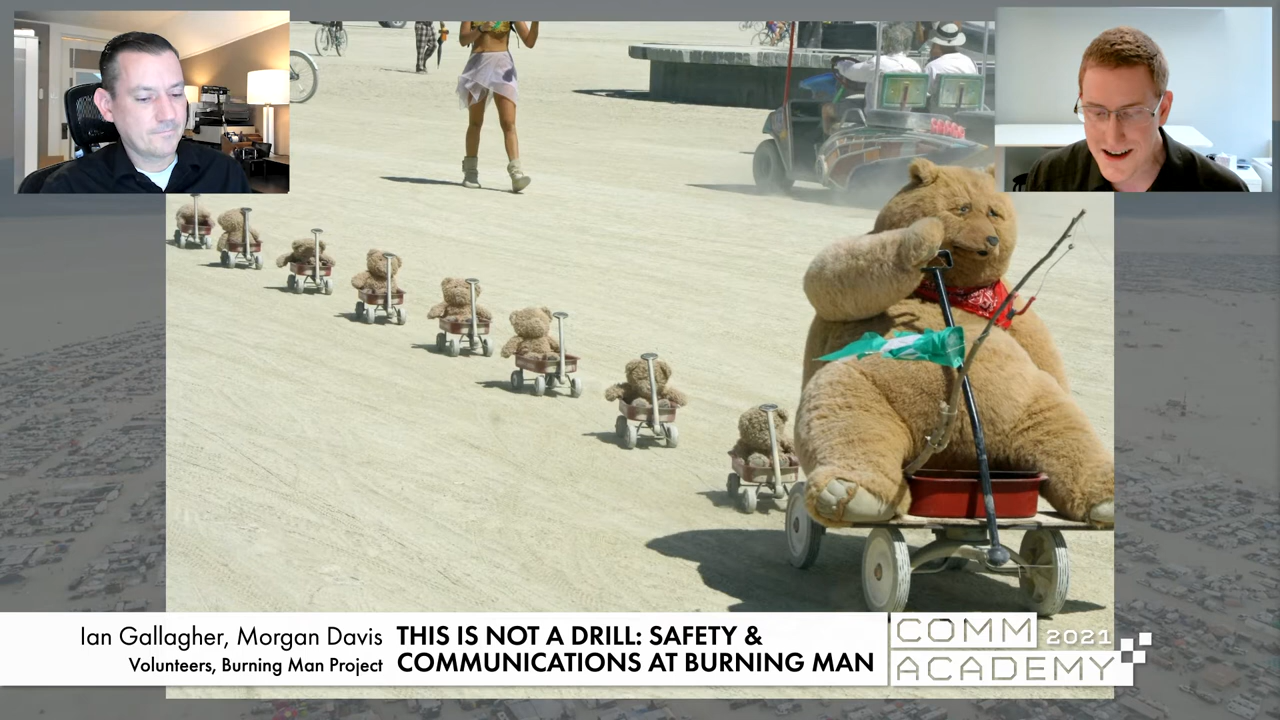 Ian Gallagher, Morgan Davis
Volunteers, Burning Man Project
THIS IS NOT A DRILL: SAFETY &
COMMUNICATIONS AT BURNING MAN
COMM 2021
ACADEMY